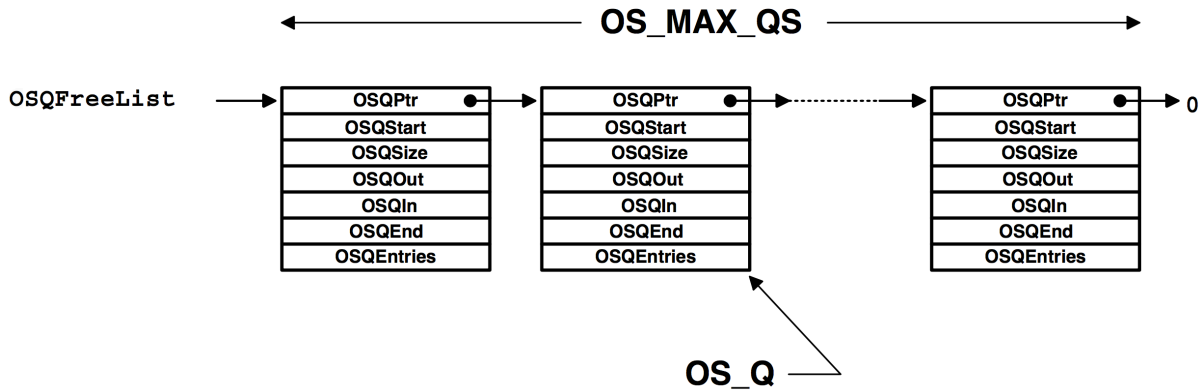 OS_MAX_QS
OSQFreeList
OSQPtr OSQPtr OSQPtr 0
OSQStart OSQStart OSQStart
OSQSize OSQSize OSQSize
OSQOut OSQOut OSQOut
OSQIn OSQIn OSQIn
OSQEnd OSQEnd OSQEnd
OSQEntries OSQEntries OSQEntries
OS_Q